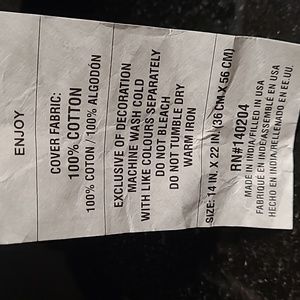 ENJOY
COVER FABRIC:
100% COTTON
100% COTON / 100% ALGODÓN
EXCLUSIVE OF DECORATION
MACHINE WASH COLD
WITH LIKE COLOURS SEPARATELY
DO NOT BLEACH
DO NOT TUMBLE DRY
WARM IRON
SIZE: 14 IN. X 22 IN. (36 CM X 56 CM)
RN#140204
MADE IN INDIA/FILLED IN USA
FABRIQUÉ EN INDE/ASSEMBLÉ EN USA
HECHO EN INDIA/RELLENADO EN EE.UU.